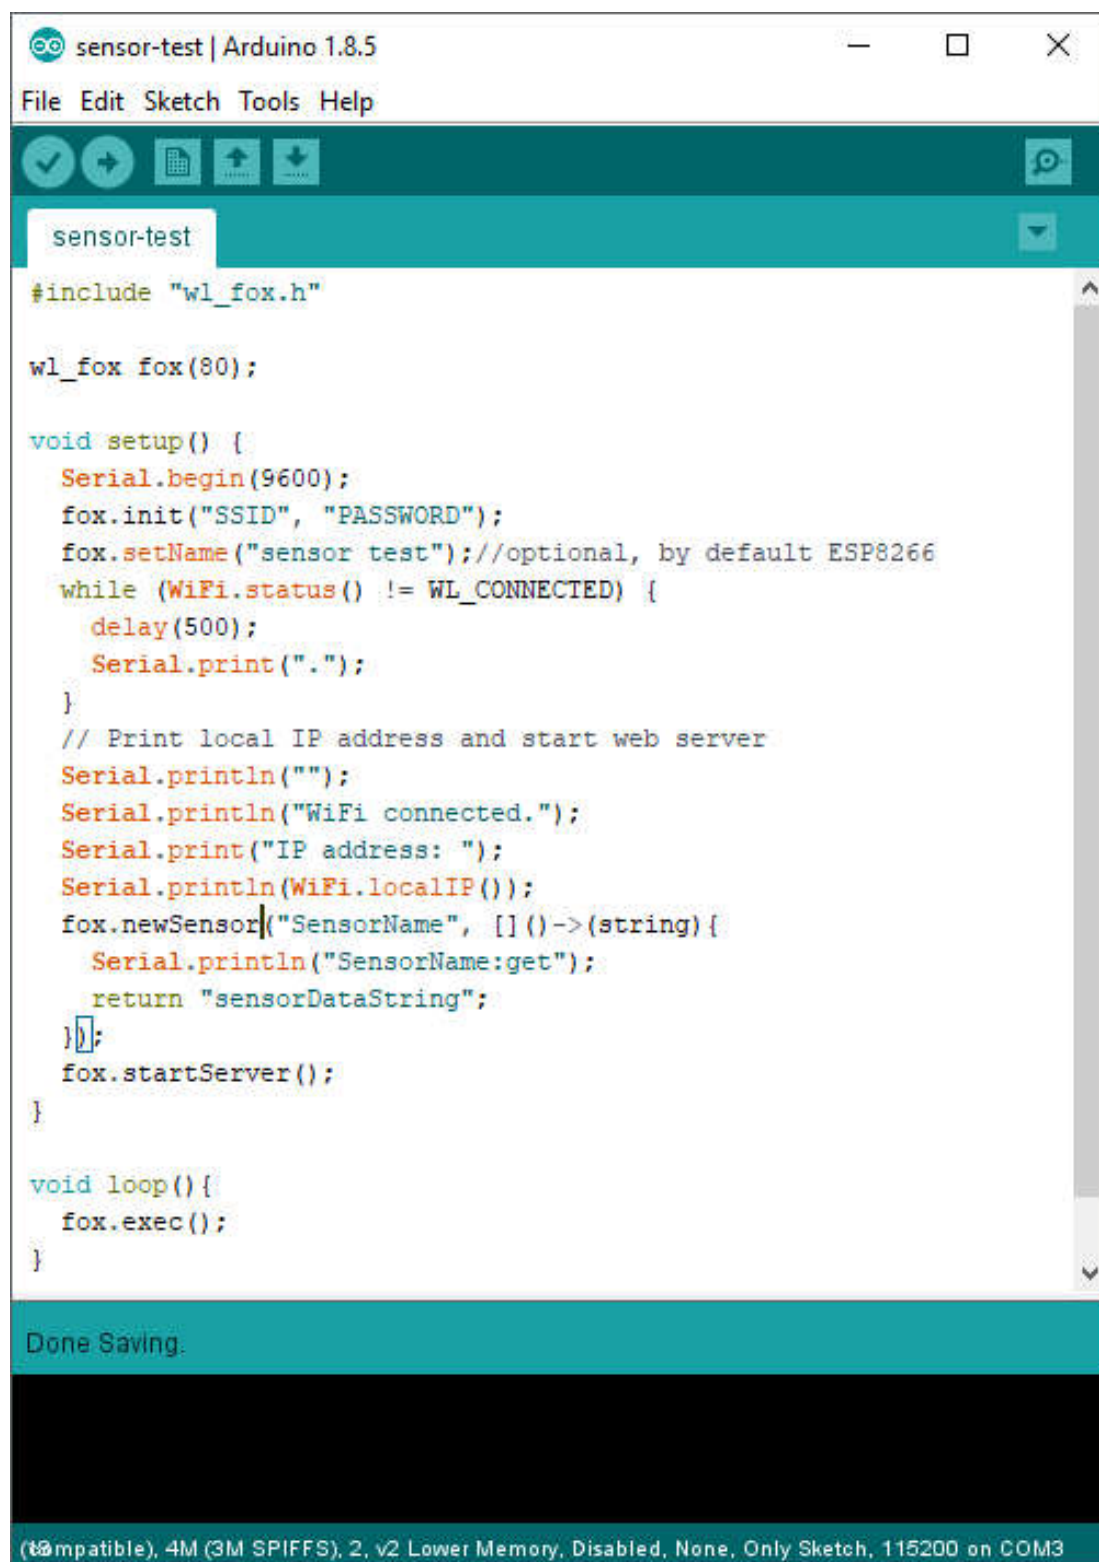 sensor-test | Arduino 1.8.5
File Edit Sketch Tools Help
sensor-test
#include "wl_fox.h"
wl_fox fox(80);
void setup() {
  Serial.begin(9600);
  fox.init("SSID", "PASSWORD");
  fox.setName("sensor test");//optional, by default ESP8266
  while (WiFi.status() != WL_CONNECTED) {
    delay(500);
    Serial.print(".");
  }
  // Print local IP address and start web server
  Serial.println("");
  Serial.println("WiFi connected.");
  Serial.print("IP address: ");
  Serial.println(WiFi.localIP());
  fox.newSensor("SensorName", []()->(string){
    Serial.println("SensorName:get");
    return "sensorDataString";
  });
  fox.startServer();
}
void loop(){
  fox.exec();
}
Done Saving.
4M (3M SPIFFS), 2, v2 Lower Memory, Disabled, None, Only Sketch, 115200 on COM3